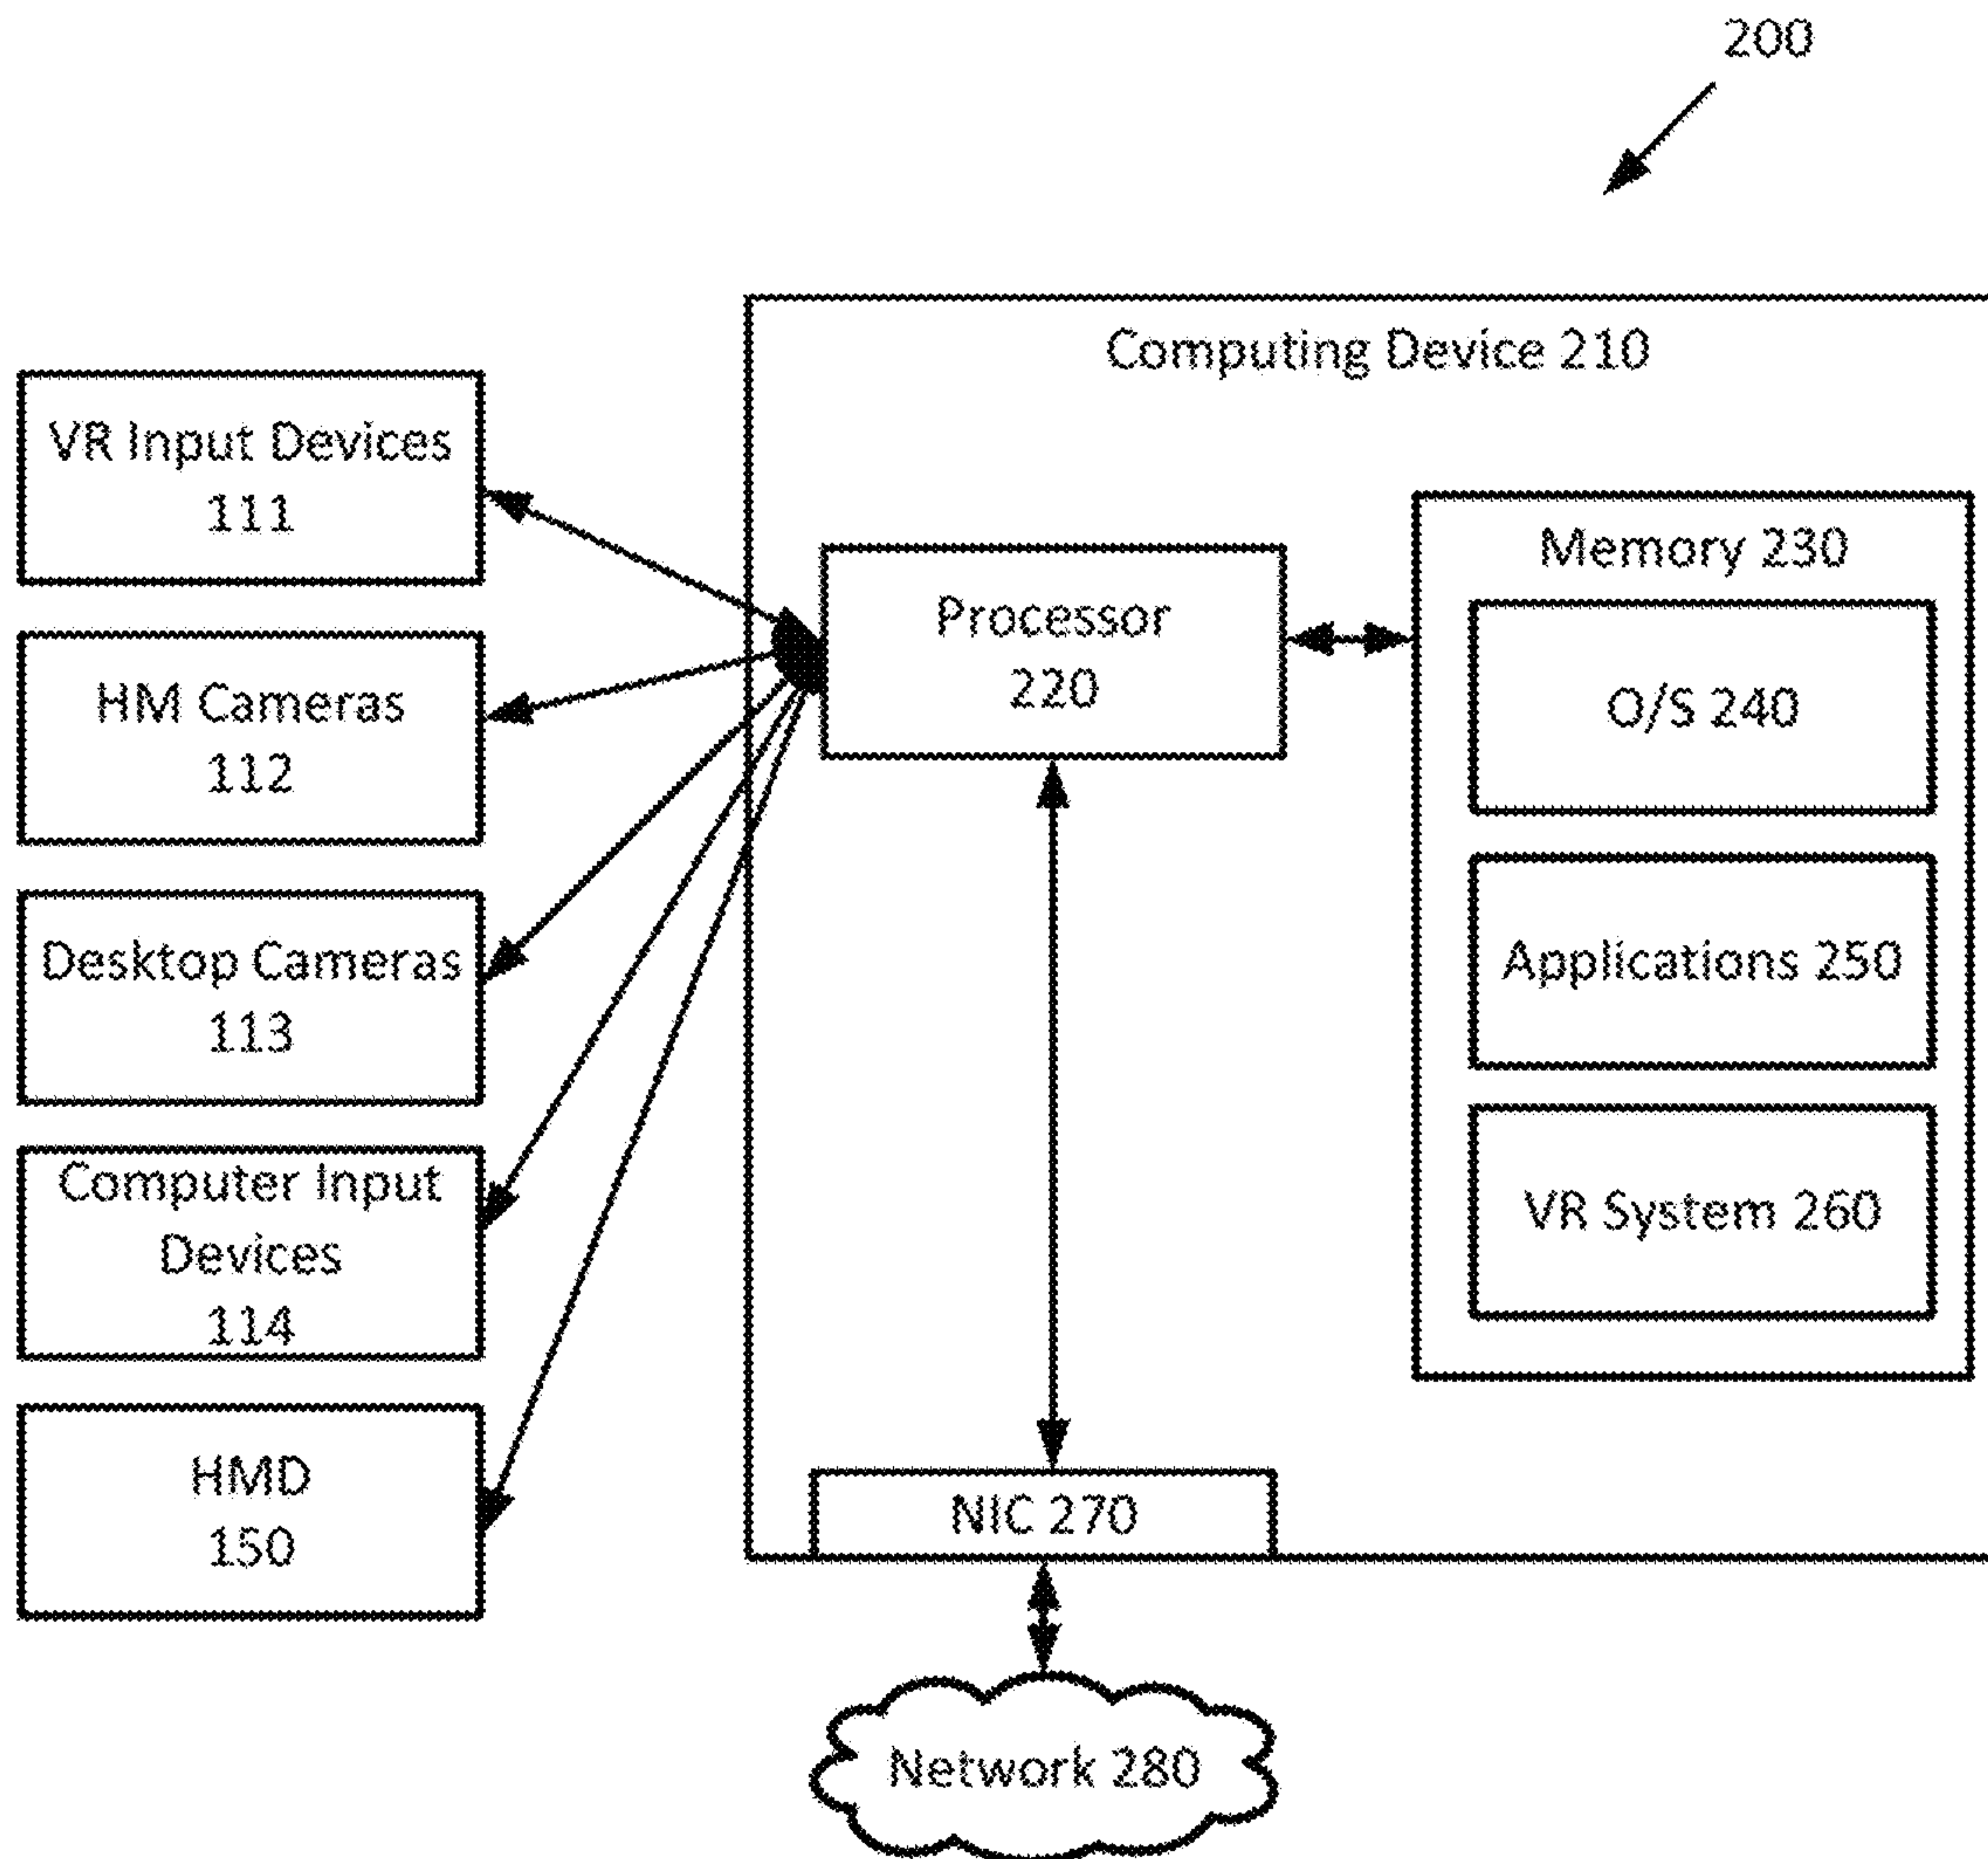 200
Computing Device 210
VR Input Devices
111
HM Cameras
112
Desktop Cameras
113
Computer Input
Devices
114
HMD
150
Processor
220
Memory 230
O/S 240
Applications 250
VR System 260
NIC 270
Network 280